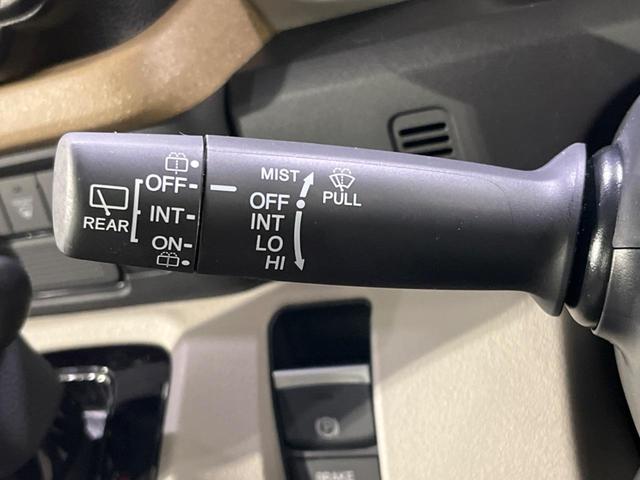 OFF
INT
ON
REAR
MIST
OFF
INT
LO
HI
PULL
P
BRAKE